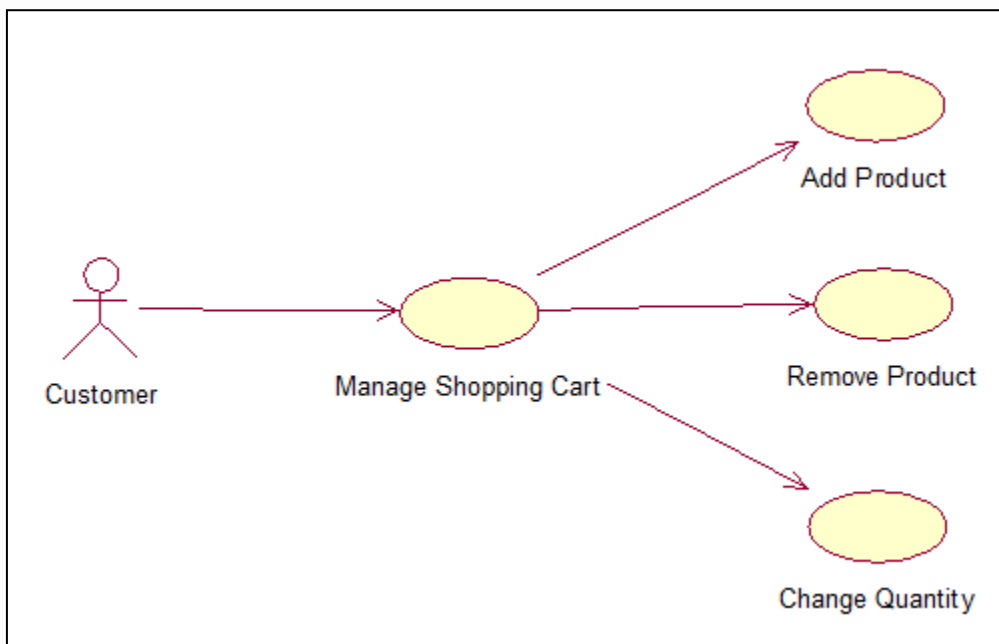 Add Product
Customer
Manage Shopping Cart
Remove Product
Change Quantity